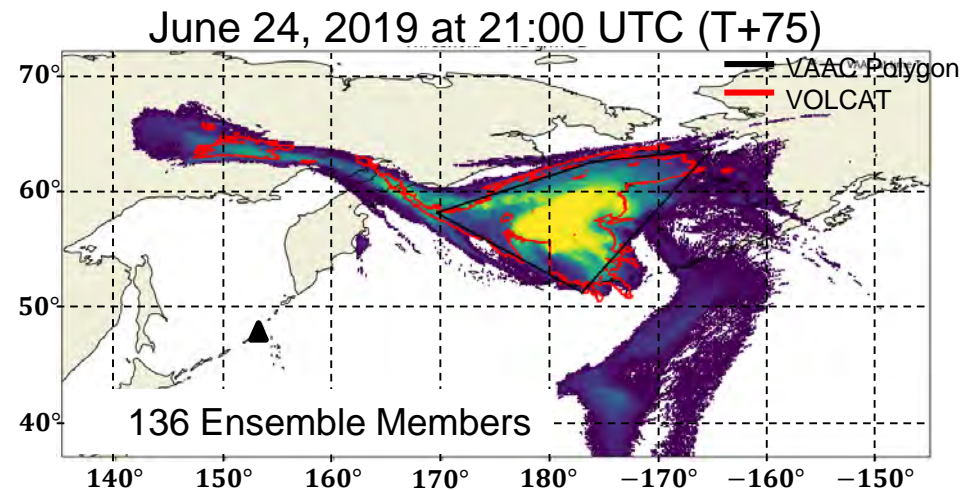 June 24, 2019 at 21:00 UTC (T+75)
VAAC Polygon
VOLCAT
70°
60°
50°
40°
136 Ensemble Members
140 150° 160° 170° 180 −170° −160° −150°